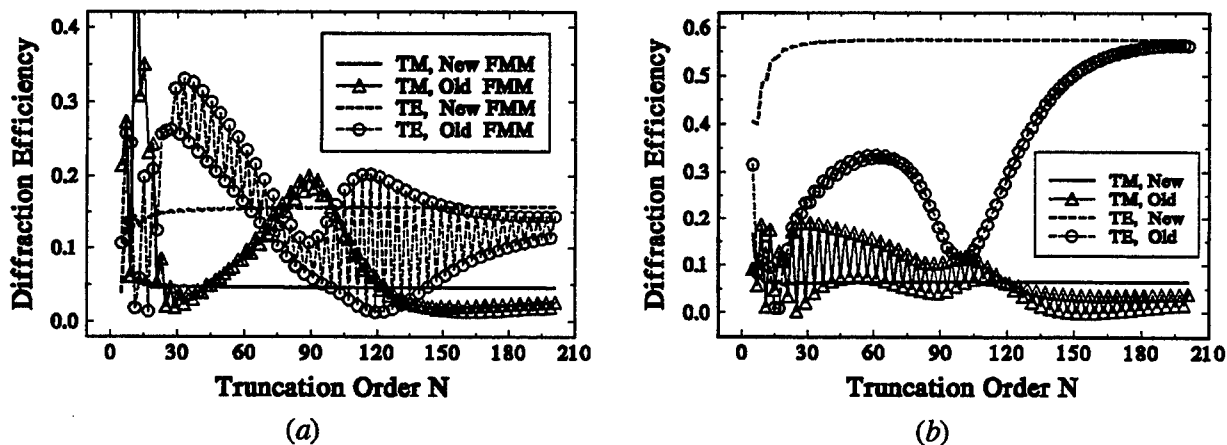 0.4
0.3
0.2
0.1
0.0
Diffraction Efficiency
TM, New FMM
TM, Old FMM
TE, New FMM
TE, Old FMM
0 30 60 90 120 150 180 210
Truncation Order N
(a)
0.6
0.5
0.4
0.3
0.2
0.1
0.0
Diffraction Efficiency
TM, New
TM, Old
TE, New
TE, Old
0 30 60 90 120 150 180 210
Truncation Order N
(b)